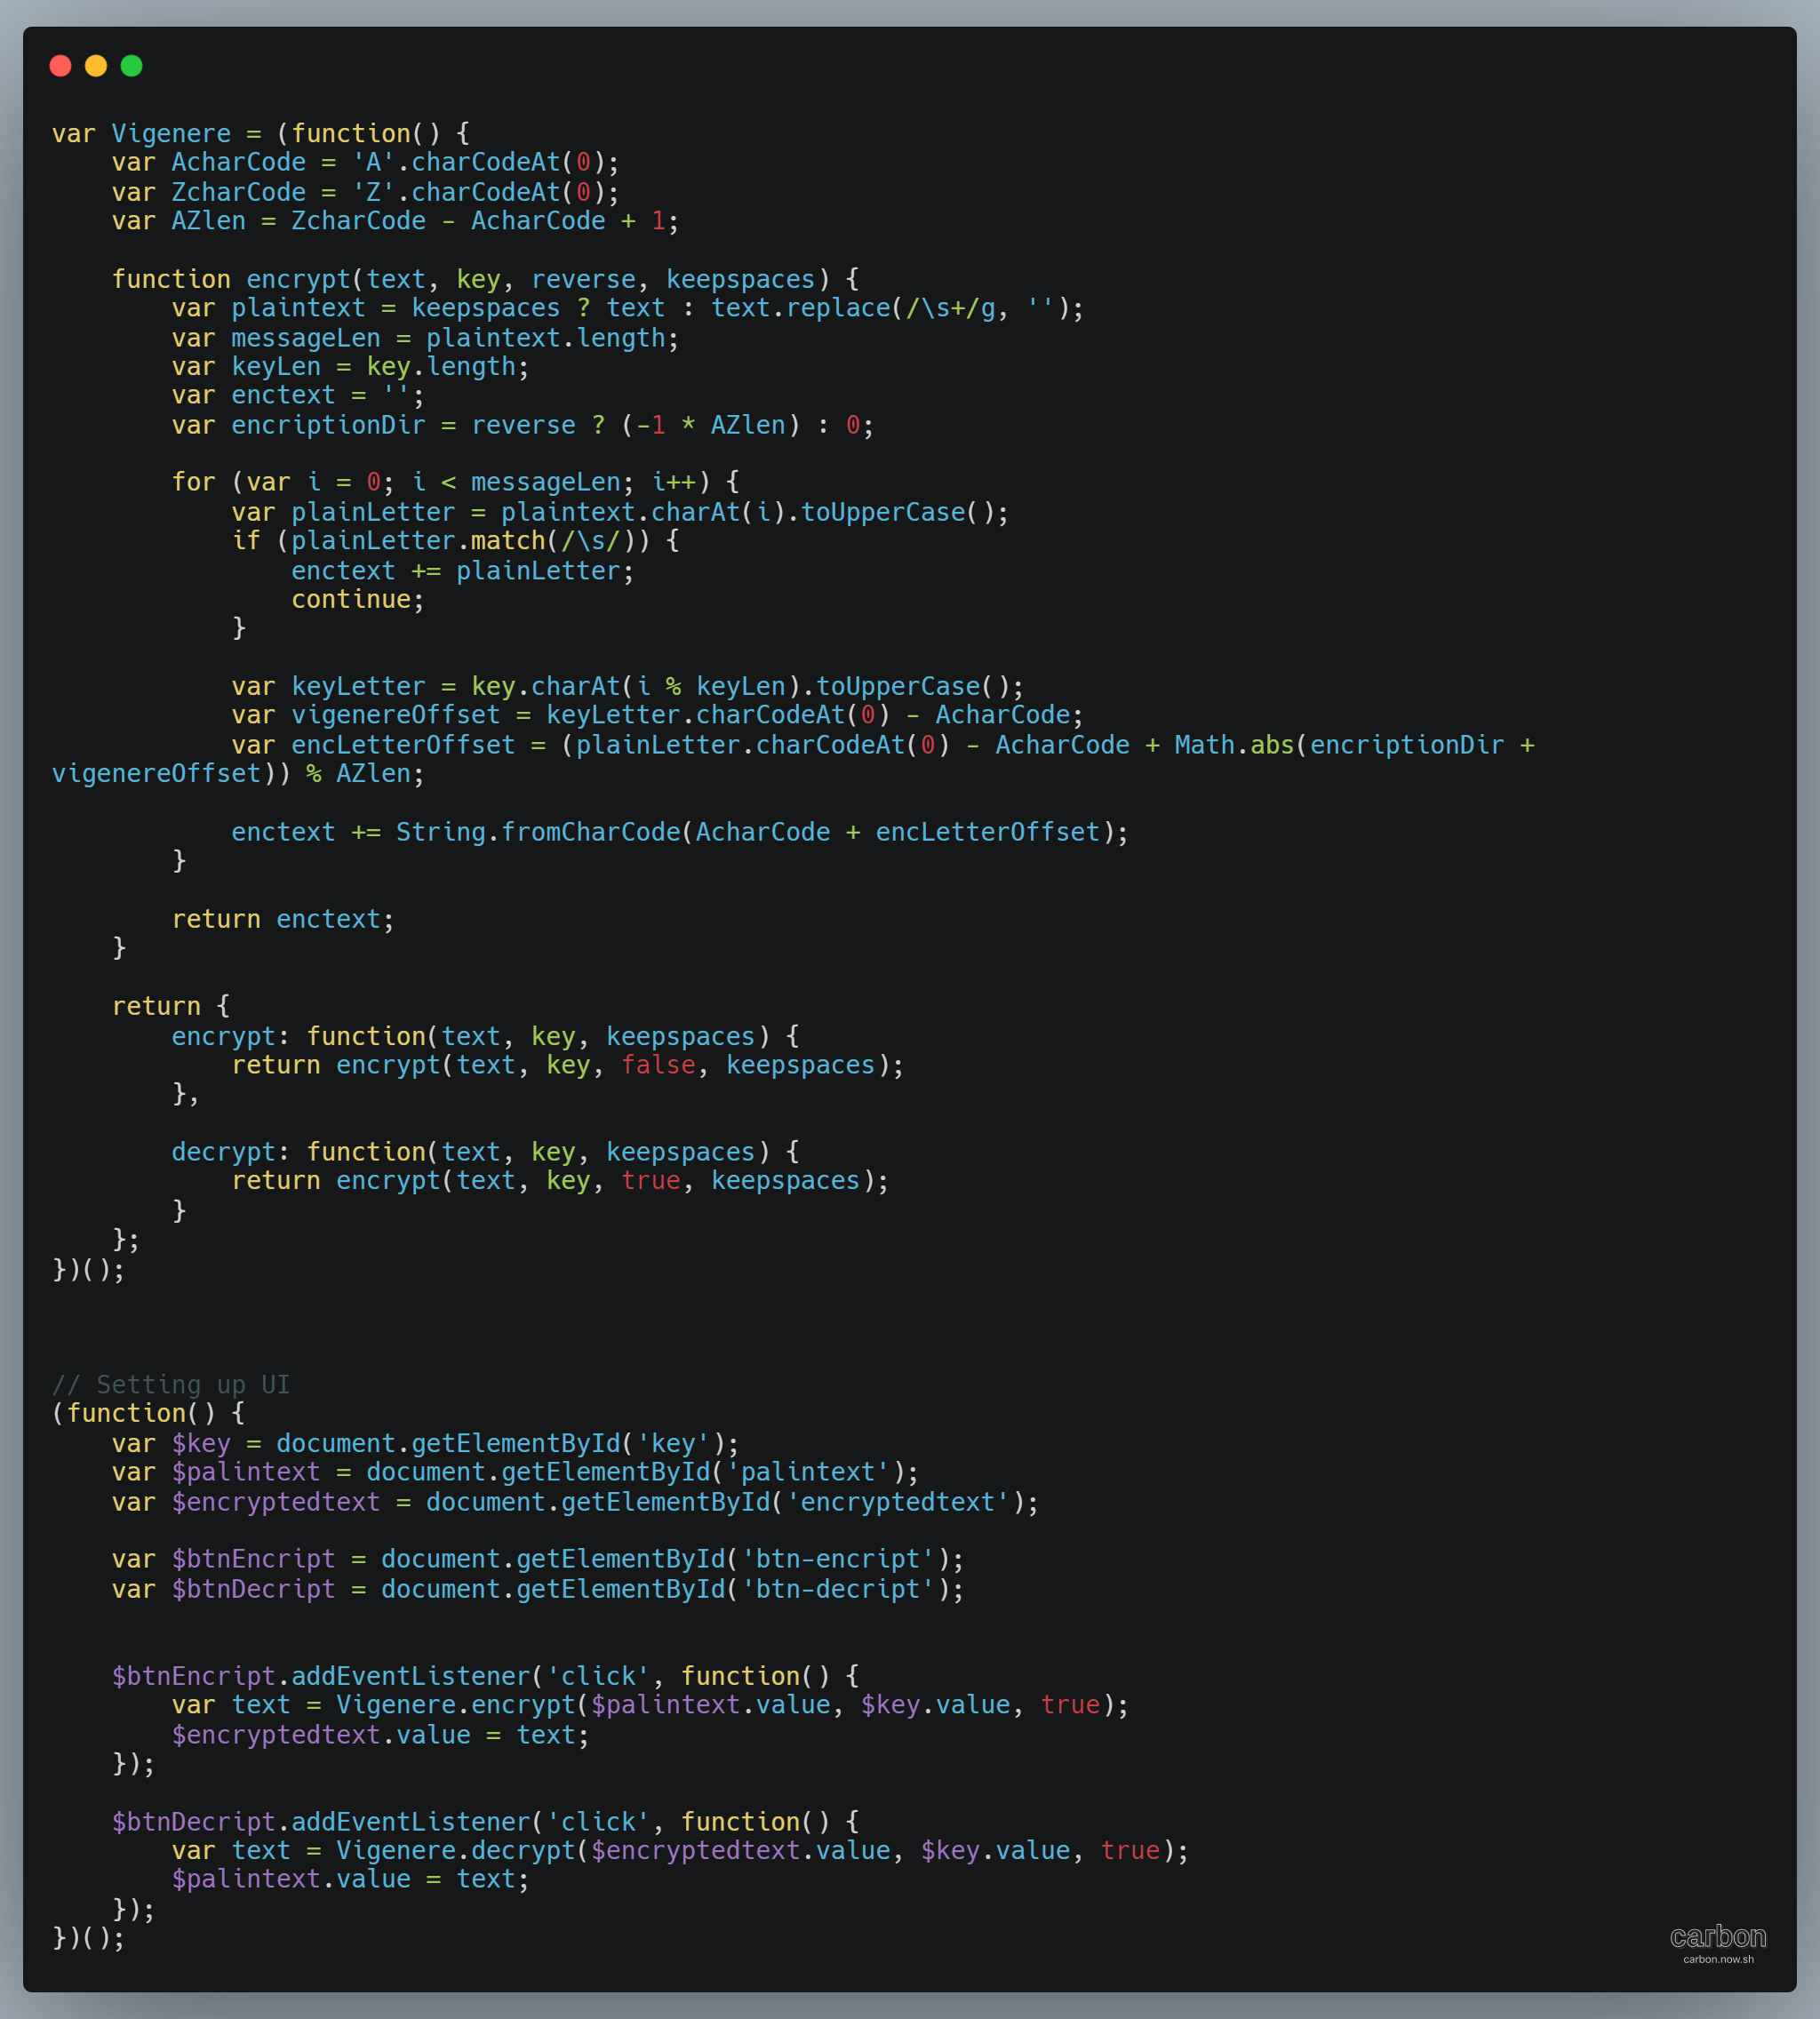 var Vigenere = (function() {
    var AcharCode = 'A'.charCodeAt(0);
    var ZcharCode = 'Z'.charCodeAt(0);
    var AZlen = ZcharCode - AcharCode + 1;

    function encrypt(text, key, reverse, keepspaces) {
        var plaintext = keepspaces ? text : text.replace(/\s+/g, '');
        var messageLen = plaintext.length;
        var keyLen = key.length;
        var enctext = '';
        var encriptionDir = reverse ? (-1 * AZlen) : 0;

        for (var i = 0; i < messageLen; i++) {
            var plainLetter = plaintext.charAt(i).toUpperCase();
            if (plainLetter.match(/\s/)) {
                enctext += plainLetter;
                continue;
            }

            var keyLetter = key.charAt(i % keyLen).toUpperCase();
            var vigenereOffset = keyLetter.charCodeAt(0) - AcharCode;
            var encLetterOffset = (plainLetter.charCodeAt(0) - AcharCode + Math.abs(encriptionDir +
vigenereOffset)) % AZlen;

            enctext += String.fromCharCode(AcharCode + encLetterOffset);
        }

        return enctext;
    }

    return {
        encrypt: function(text, key, keepspaces) {
            return encrypt(text, key, false, keepspaces);
        },

        decrypt: function(text, key, keepspaces) {
            return encrypt(text, key, true, keepspaces);
        }
    };
})();

// Setting up UI
(function() {
    var $key = document.getElementById('key');
    var $palintext = document.getElementById('palintext');
    var $encryptedtext = document.getElementById('encryptedtext');

    var $btnEncript = document.getElementById('btn-encript');
    var $btnDecript = document.getElementById('btn-decript');

    $btnEncript.addEventListener('click', function() {
        var text = Vigenere.encrypt($palintext.value, $key.value, true);
        $encryptedtext.value = text;
    });

    $btnDecript.addEventListener('click', function() {
        var text = Vigenere.decrypt($encryptedtext.value, $key.value, true);
        $palintext.value = text;
    });
})();
carbon
carbon.now.sh